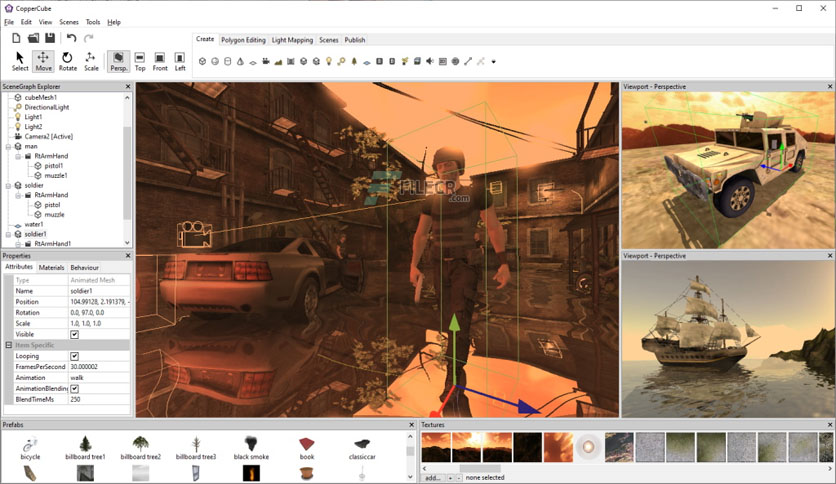 CopperCube
File Edit View Scenes Tools Help
Select Move Rotate Scale Persp. Top Front Left
Create Polygon Editing Light Mapping Scenes Publish
SceneGraph Explorer
cubeMesh1
DirectionalLight
Light1
Light2
Camera2 [Active]
man
RtArmHand
pistol1
muzzle1
soldier
RtArmHand
pistol
muzzle
water1
soldier1
RtArmHand1
Properties
Attributes Materials Behaviour
Type Animated Mesh
Name soldier1
Position 104.99128, 2.191379, -
Rotation 0.0, 97.0, 0.0
Scale 1.0, 1.0, 1.0
Visible
Item Specific
Looping
FramesPerSecond 30.000002
Animation walk
AnimationBlending
BlendTimeMs 250
FILECR
.com
Viewport - Perspective
Viewport - Perspective
Prefabs
bicycle billboard tree1 billboard tree2 billboard tree3 black smoke book classiccar
Textures
add... + - none selected